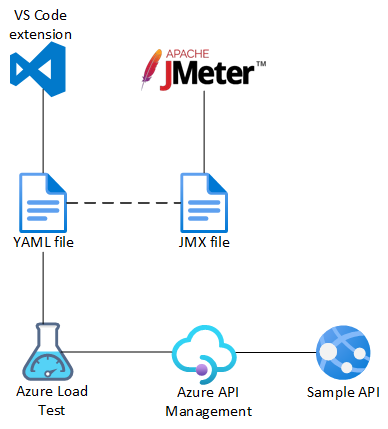 VS Code
extension
APACHE
JMeter™
YAML file
JMX file
Azure Load
Test
Azure API
Management
Sample API